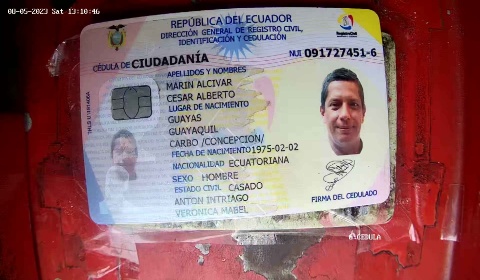 08-05-2023 Sat 13:10:46
REPÚBLICA DEL ECUADOR
DIRECCIÓN GENERAL DE REGISTRO CIVIL,
IDENTIFICACIÓN Y CEDULACIÓN
CÉDULA DE CIUDADANÍA
NUI 091727451-6
APELLIDOS Y NOMBRES
MARIN ALCIVAR
CESAR ALBERTO
LUGAR DE NACIMIENTO
GUAYAS
GUAYAQUIL
CARBO /CONCEPCION/
FECHA DE NACIMIENTO 1975-02-02
NACIONALIDAD ECUATORIANA
SEXO HOMBRE
ESTADO CIVIL CASADO
ANTON INTRIAGO
VERONICA MABEL
FIRMA DEL CEDULADO
CEDULA